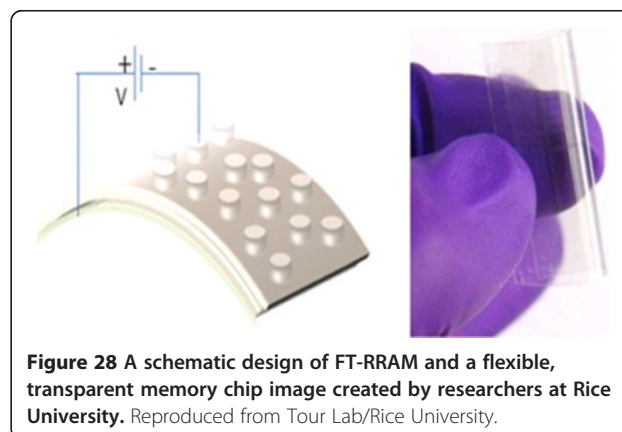 + -
V
Figure 28 A schematic design of FT-RRAM and a flexible,
transparent memory chip image created by researchers at Rice
University. Reproduced from Tour Lab/Rice University.